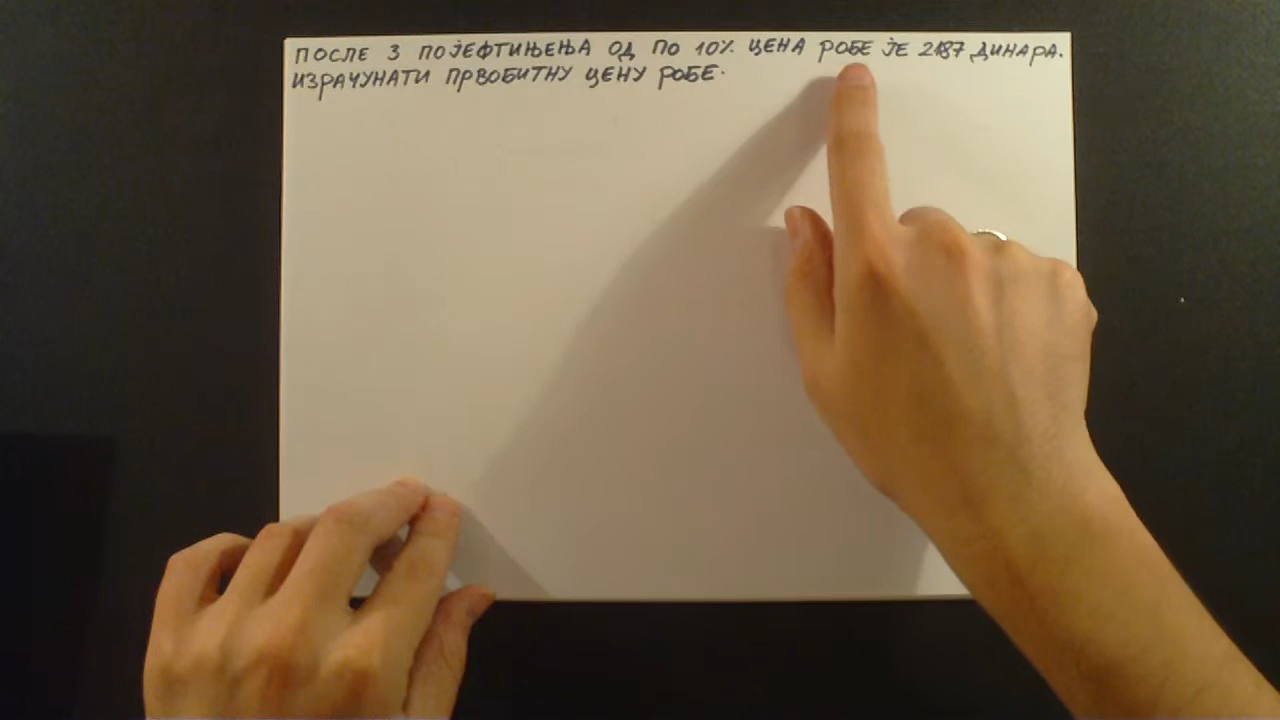 ПОСЛЕ 3 ПОЈЕФТИЊЕЊА ОД ПО 10% ЦЕНА РОБЕ ЈЕ 2187 ДИНАРА.
ИЗРАЧУНАТИ ПРВОБИТНУ ЦЕНУ РОБЕ.